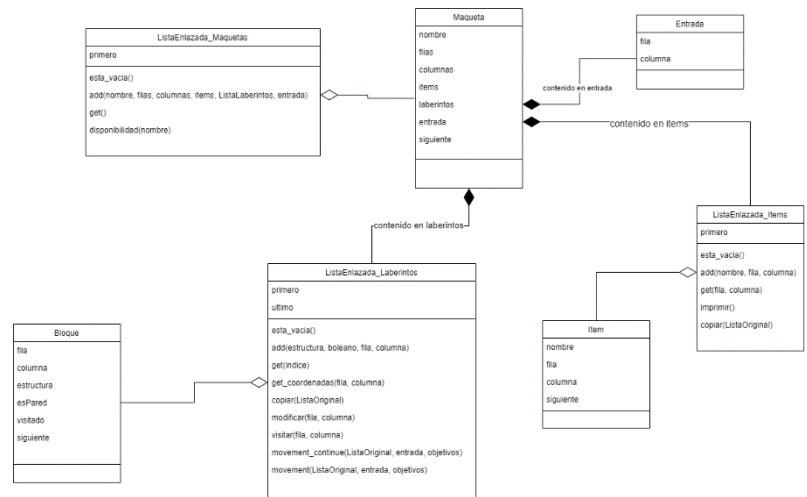 ListaEnlazada_Maquetas
primero
esta_vacia()
add(nombre, filas, columnas, items, ListaLaberintos, entrada)
get()
disponibilidad(nombre)
Maqueta
nombre
filas
columnas
items
laberintos
entrada
siguiente
Entrada
fila
columna
contenido en entrada
contenido en items
contenido en laberintos
ListaEnlazada_Items
primero
esta_vacia()
add(nombre, fila, columna)
get(fila, columna)
imprimir()
copiar(ListaOriginal)
Item
nombre
fila
columna
siguiente
ListaEnlazada_Laberintos
primero
ultimo
esta_vacia()
add(estructura, boleano, fila, columna)
get(indice)
get_coordenadas(fila, columna)
copiar(ListaOriginal)
modificar(fila, columna)
visitar(fila, columna)
movement_continue(ListaOriginal, entrada, objetivos)
movement(ListaOriginal, entrada, objetivos)
Bloque
fila
columna
estructura
esPared
visitado
siguiente